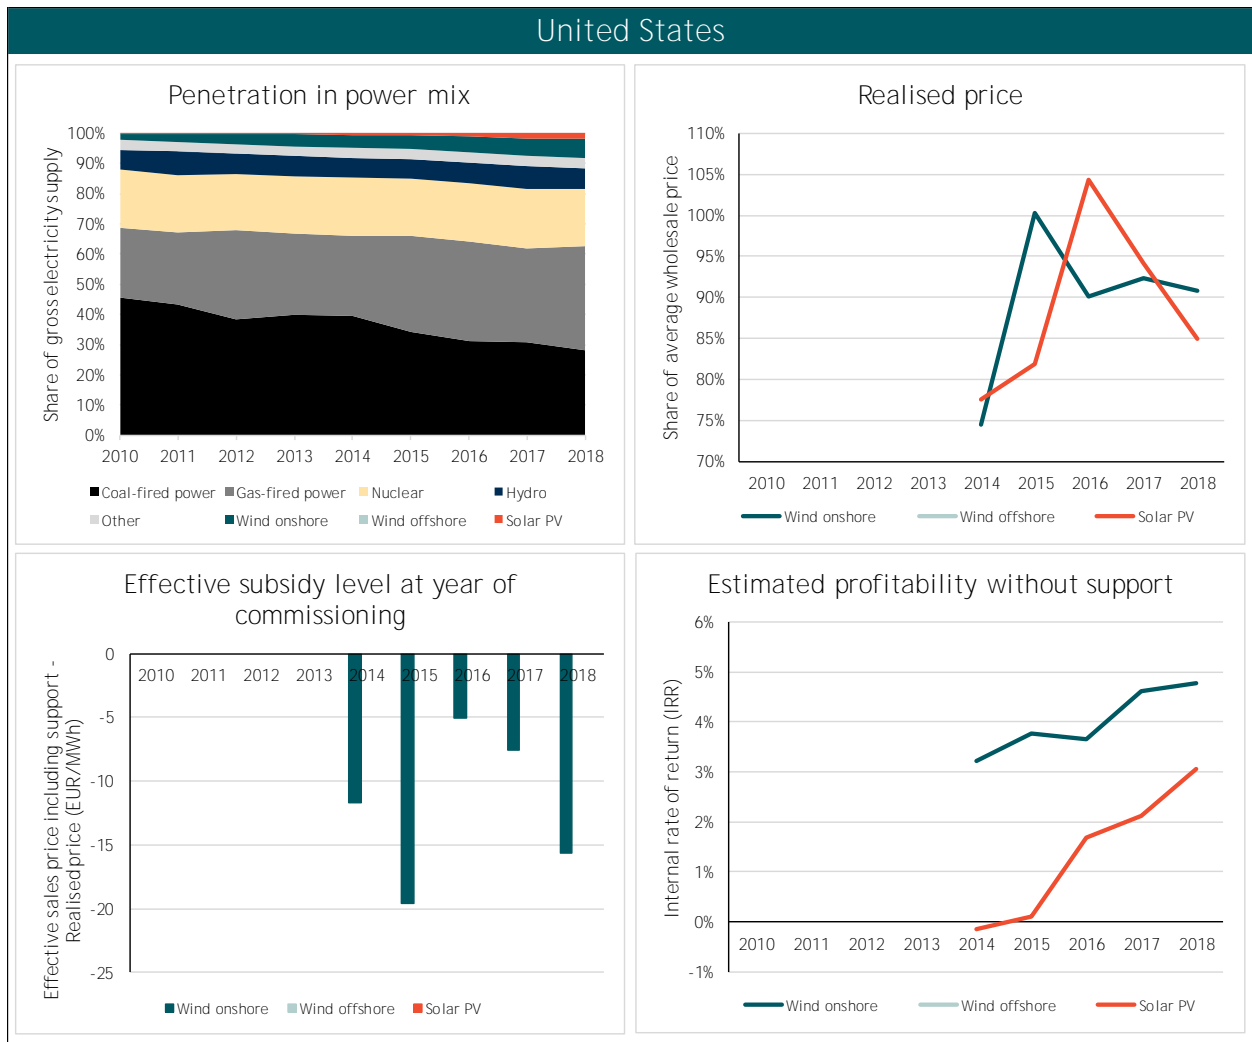 United States
Penetration in power mix
Share of gross electricity supply
100%
90%
80%
70%
60%
50%
40%
30%
20%
10%
0%
2010 2011 2012 2013 2014 2015 2016 2017 2018
Coal-fired power Gas-fired power Nuclear Hydro
Other Wind onshore Wind offshore Solar PV
Realised price
Share of average wholesale price
110%
105%
100%
95%
90%
85%
80%
75%
70%
2010 2011 2012 2013 2014 2015 2016 2017 2018
Wind onshore Wind offshore Solar PV
Effective subsidy level at year of
commissioning
Effective sales price including support -
Realised price (EUR/MWh)
0
-5
-10
-15
-20
-25
2010 2011 2012 2013 2014 2015 2016 2017 2018
Wind onshore Wind offshore Solar PV
Estimated profitability without support
Internal rate of return (IRR)
6%
5%
4%
3%
2%
1%
0%
-1%
2010 2011 2012 2013 2014 2015 2016 2017 2018
Wind onshore Wind offshore Solar PV